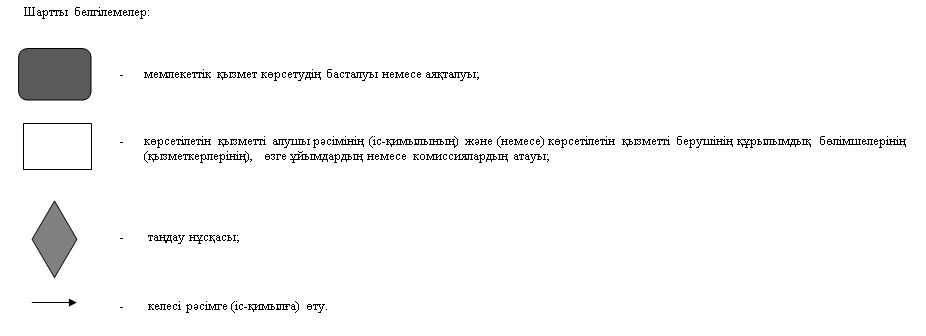 Шартты белгілемелер:
- мемлекеттік қызмет көрсетудің басталуы немесе аяқталуы;
- көрсетілетін қызметті алушы рәсімінің (іс-қимылының) және (немесе) көрсетілетін қызметті берушінің құрылымдық бөлімшелерінің
(қызметкерлерінің), өзге ұйымдардың немесе комиссиялардың атауы;
- таңдау нұсқасы;
- келесі рәсімге (іс-қимылға) өту.